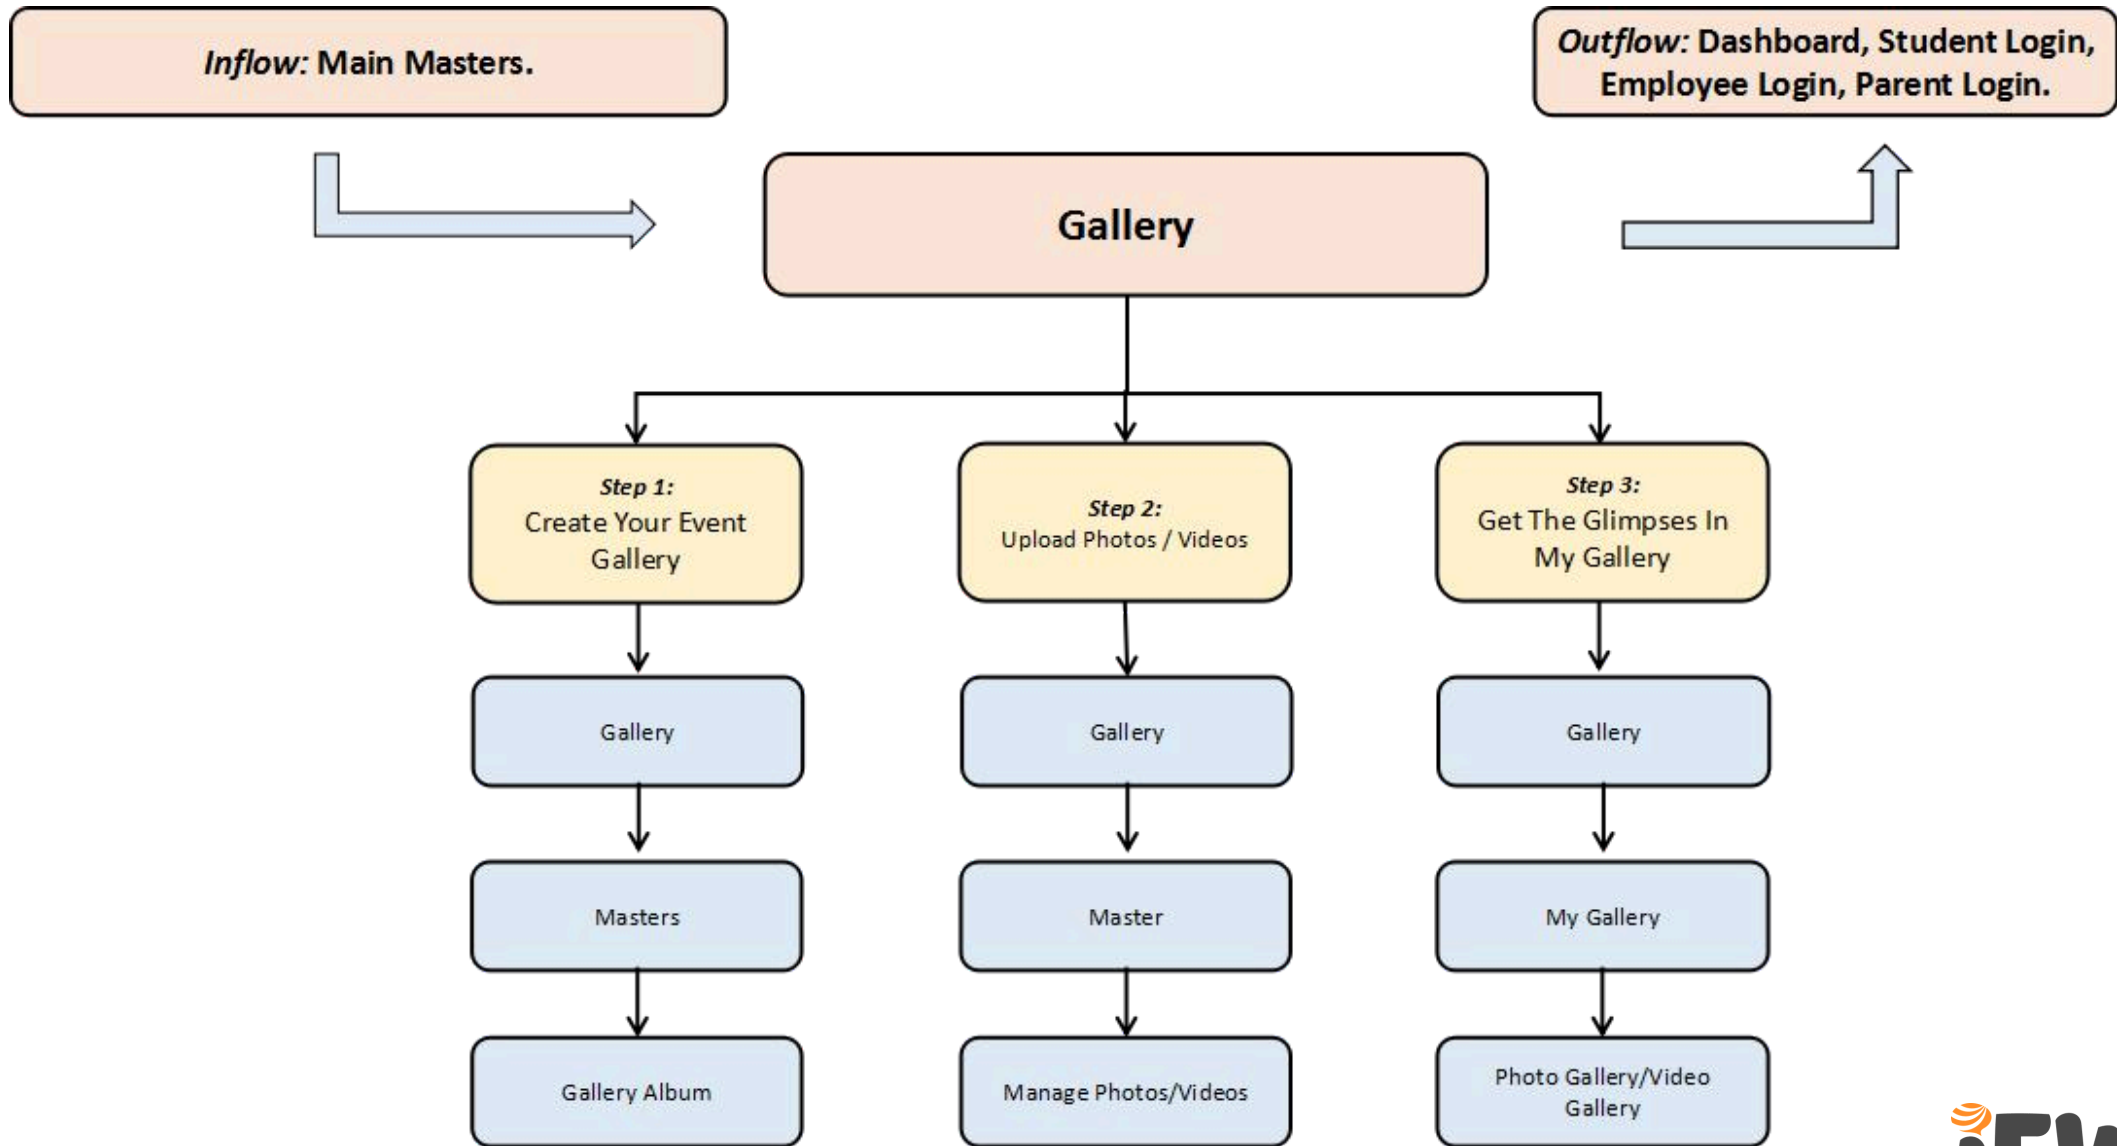 Inflow: Main Masters.
Outflow: Dashboard, Student Login,
Employee Login, Parent Login.
Gallery
Step 1:
Create Your Event
Gallery
Step 2:
Upload Photos / Videos
Step 3:
Get The Glimpses In
My Gallery
Gallery
Gallery
Gallery
Masters
Master
My Gallery
Gallery Album
Manage Photos/Videos
Photo Gallery/Video
Gallery